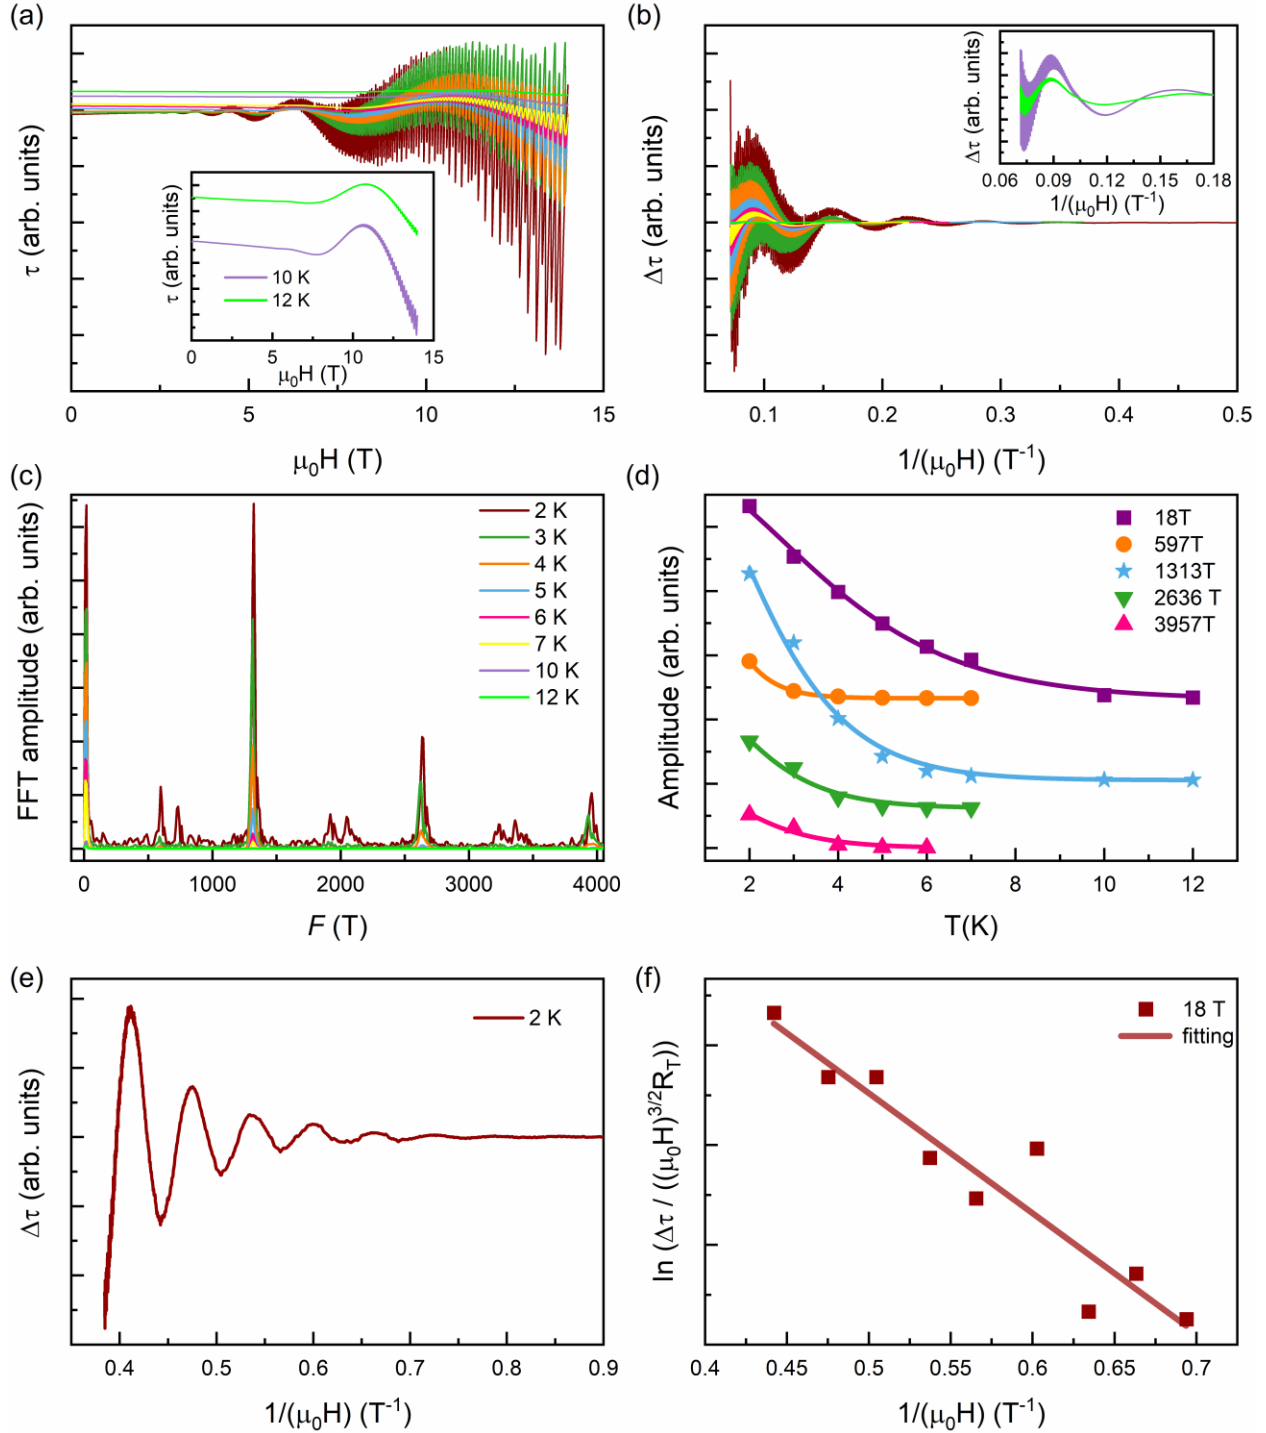 (a)
τ (arb. units)
τ (arb. units)
10 K
12 K
0 5 10 15
μ₀H (T)
0 5 10 15
μ₀H (T)
(b)
Δτ (arb. units)
Δτ (arb. units)
0.06 0.09 0.12 0.15 0.18
1/(μ₀H) (T⁻¹)
0.1 0.2 0.3 0.4 0.5
1/(μ₀H) (T⁻¹)
(c)
FFT amplitude (arb. units)
2 K
3 K
4 K
5 K
6 K
7 K
10 K
12 K
0 1000 2000 3000 4000
F (T)
(d)
Amplitude (arb. units)
18T
597T
1313T
2636 T
3957T
2 4 6 8 10 12
T(K)
(e)
Δτ (arb. units)
2 K
0.4 0.5 0.6 0.7 0.8 0.9
1/(μ₀H) (T⁻¹)
(f)
ln (Δτ / ((μ₀H)³ᐟ²R_T))
18 T
fitting
0.4 0.45 0.5 0.55 0.6 0.65 0.7
1/(μ₀H) (T⁻¹)